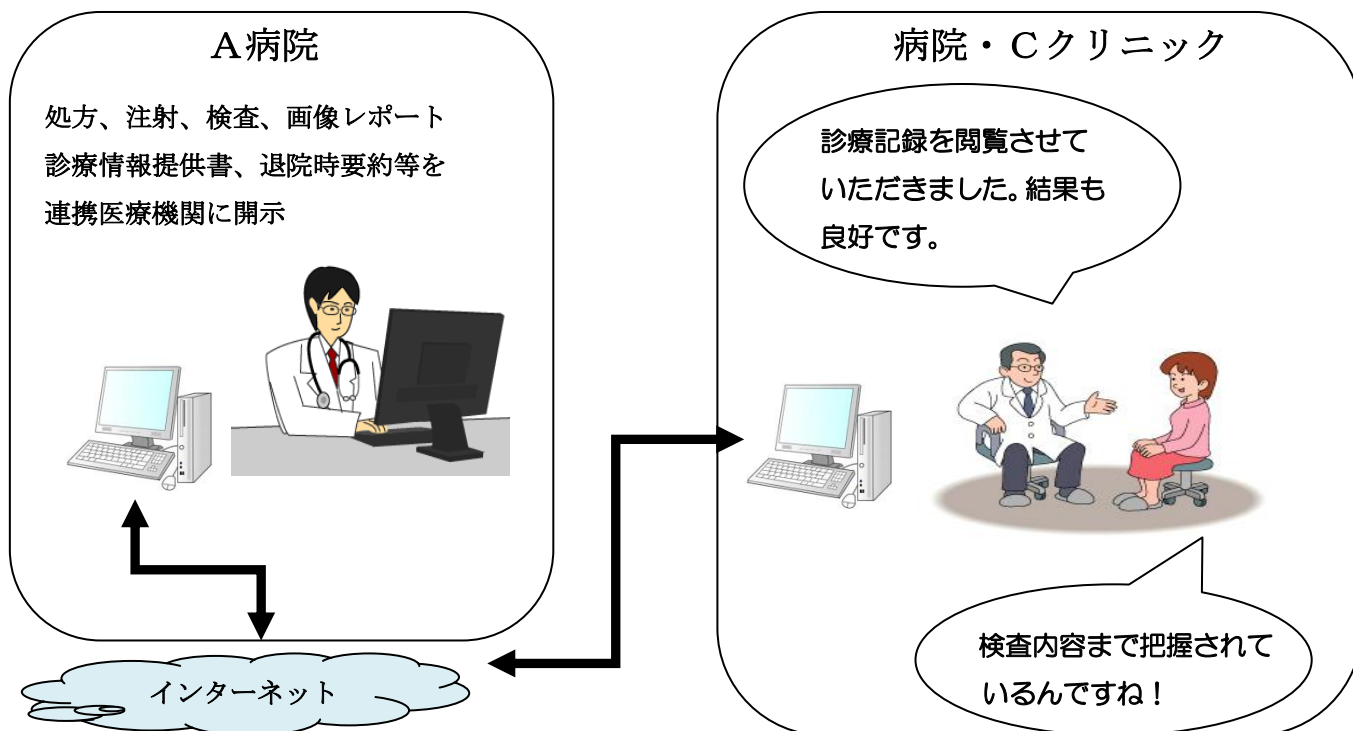 A病院
処方、注射、検査、画像レポート
診療情報提供書、退院時要約等を
連携医療機関に開示
インターネット
病院・Cクリニック
診療記録を閲覧させて
いただきました。結果も
良好です。
検査内容まで把握されて
いるんですね！